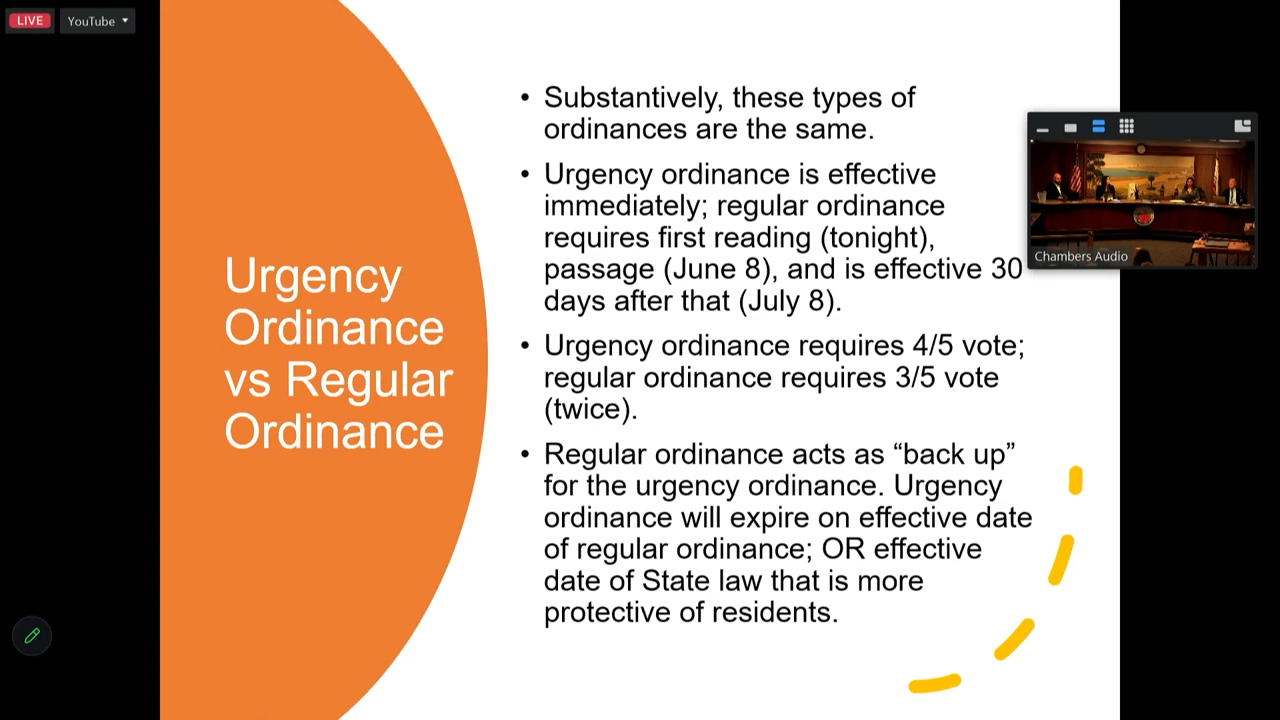 LIVE
YouTube
Urgency
Ordinance
vs Regular
Ordinance
• Substantively, these types of
ordinances are the same.
• Urgency ordinance is effective
immediately; regular ordinance
requires first reading (tonight),
passage (June 8), and is effective 30
days after that (July 8).
• Urgency ordinance requires 4/5 vote;
regular ordinance requires 3/5 vote
(twice).
• Regular ordinance acts as “back up”
for the urgency ordinance. Urgency
ordinance will expire on effective date
of regular ordinance; OR effective
date of State law that is more
protective of residents.
Chambers Audio